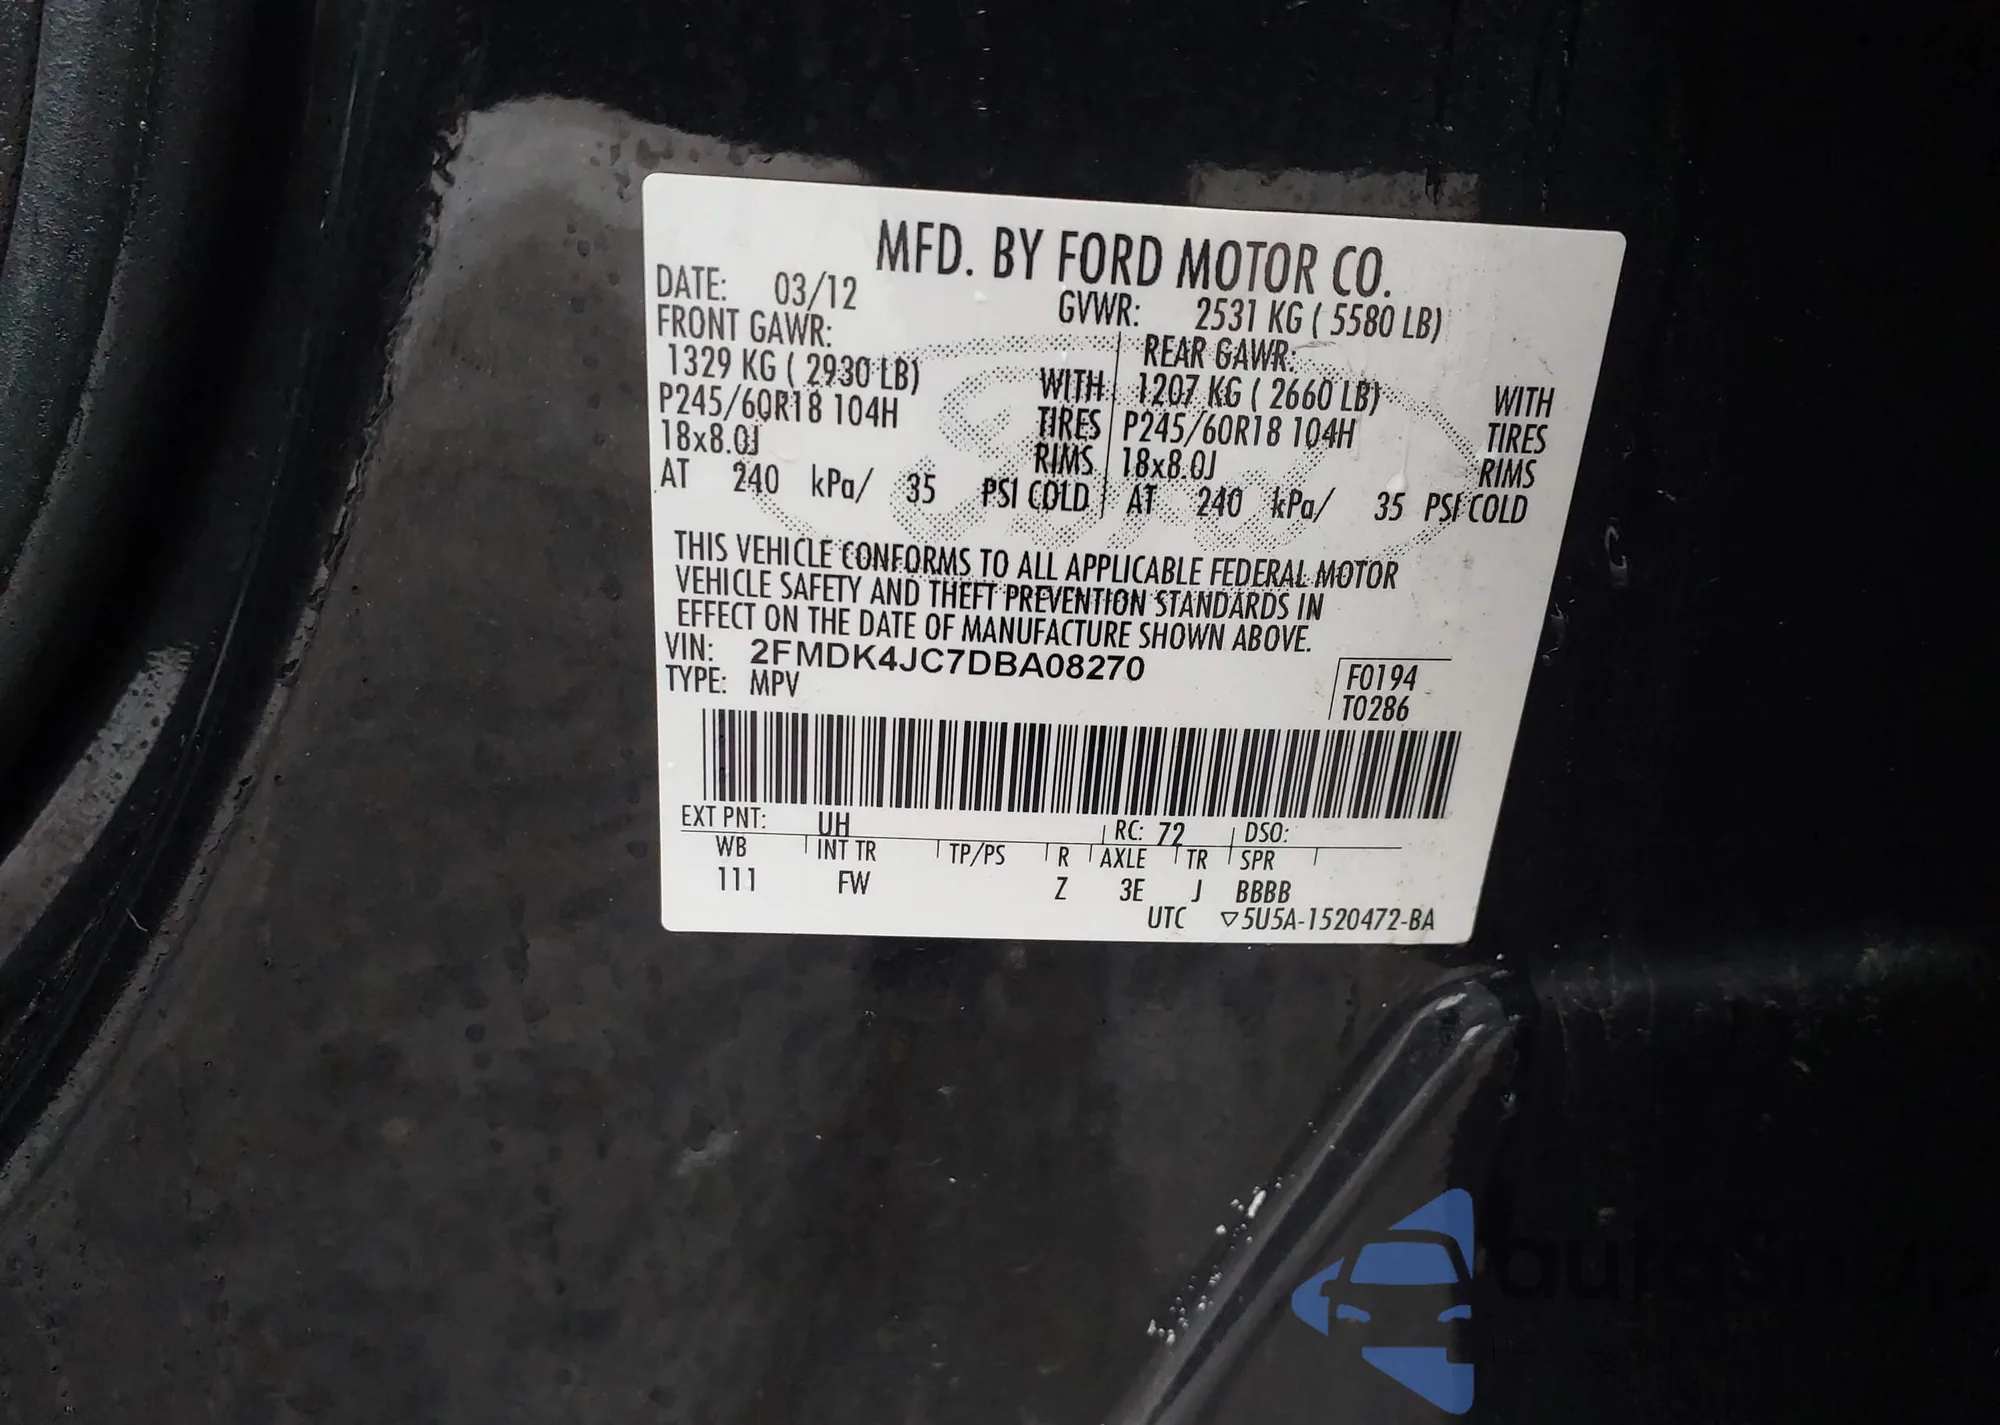 MFD. BY FORD MOTOR CO.
DATE: 03/12 GVWR: 2531 KG ( 5580 LB)
FRONT GAWR: REAR GAWR:
1329 KG ( 2930 LB) WITH 1207 KG ( 2660 LB) WITH
P245/60R18 104H TIRES P245/60R18 104H TIRES
18x8.0J RIMS 18x8.0J RIMS
AT 240 kPa/ 35 PSI COLD AT 240 kPa/ 35 PSI COLD
THIS VEHICLE CONFORMS TO ALL APPLICABLE FEDERAL MOTOR
VEHICLE SAFETY AND THEFT PREVENTION STANDARDS IN
EFFECT ON THE DATE OF MANUFACTURE SHOWN ABOVE.
VIN: 2FMDK4JC7DBA08270
TYPE: MPV
F0194
T0286
EXT PNT: UH RC: 72 DSO:
WB INT TR TP/PS R AXLE TR SPR
111 FW Z 3E J BBBB
UTC ▽5U5A-1520472-BA